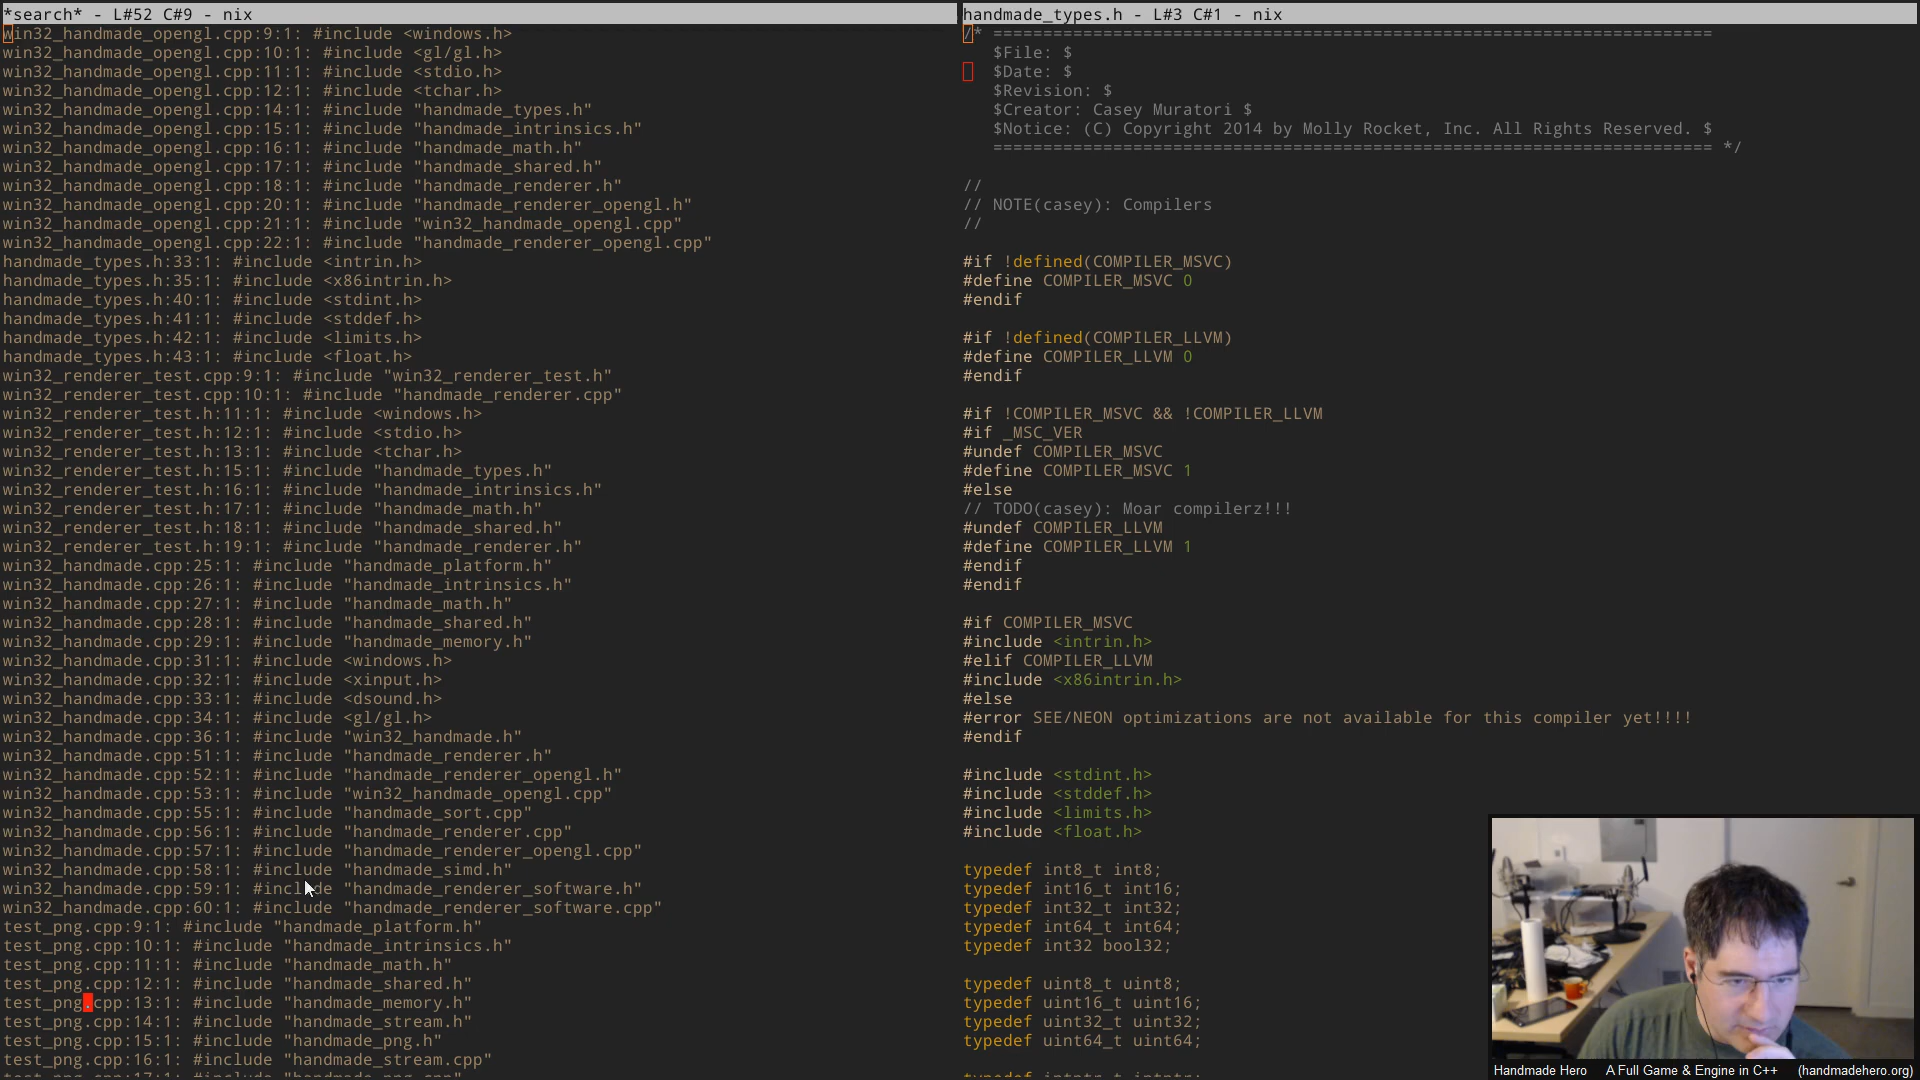 *search* - L#52 C#9 - nix
win32_handmade_opengl.cpp:9:1: #include <windows.h>
win32_handmade_opengl.cpp:10:1: #include <gl/gl.h>
win32_handmade_opengl.cpp:11:1: #include <stdio.h>
win32_handmade_opengl.cpp:12:1: #include <tchar.h>
win32_handmade_opengl.cpp:14:1: #include "handmade_types.h"
win32_handmade_opengl.cpp:15:1: #include "handmade_intrinsics.h"
win32_handmade_opengl.cpp:16:1: #include "handmade_math.h"
win32_handmade_opengl.cpp:17:1: #include "handmade_shared.h"
win32_handmade_opengl.cpp:18:1: #include "handmade_renderer.h"
win32_handmade_opengl.cpp:20:1: #include "handmade_renderer_opengl.h"
win32_handmade_opengl.cpp:21:1: #include "win32_handmade_opengl.cpp"
win32_handmade_opengl.cpp:22:1: #include "handmade_renderer_opengl.cpp"
handmade_types.h:33:1: #include <intrin.h>
handmade_types.h:35:1: #include <x86intrin.h>
handmade_types.h:40:1: #include <stdint.h>
handmade_types.h:41:1: #include <stddef.h>
handmade_types.h:42:1: #include <limits.h>
handmade_types.h:43:1: #include <float.h>
win32_renderer_test.cpp:9:1: #include "win32_renderer_test.h"
win32_renderer_test.cpp:10:1: #include "handmade_renderer.cpp"
win32_renderer_test.h:11:1: #include <windows.h>
win32_renderer_test.h:12:1: #include <stdio.h>
win32_renderer_test.h:13:1: #include <tchar.h>
win32_renderer_test.h:15:1: #include "handmade_types.h"
win32_renderer_test.h:16:1: #include "handmade_intrinsics.h"
win32_renderer_test.h:17:1: #include "handmade_math.h"
win32_renderer_test.h:18:1: #include "handmade_shared.h"
win32_renderer_test.h:19:1: #include "handmade_renderer.h"
win32_handmade.cpp:25:1: #include "handmade_platform.h"
win32_handmade.cpp:26:1: #include "handmade_intrinsics.h"
win32_handmade.cpp:27:1: #include "handmade_math.h"
win32_handmade.cpp:28:1: #include "handmade_shared.h"
win32_handmade.cpp:29:1: #include "handmade_memory.h"
win32_handmade.cpp:31:1: #include <windows.h>
win32_handmade.cpp:32:1: #include <xinput.h>
win32_handmade.cpp:33:1: #include <dsound.h>
win32_handmade.cpp:34:1: #include <gl/gl.h>
win32_handmade.cpp:36:1: #include "win32_handmade.h"
win32_handmade.cpp:51:1: #include "handmade_renderer.h"
win32_handmade.cpp:52:1: #include "handmade_renderer_opengl.h"
win32_handmade.cpp:53:1: #include "win32_handmade_opengl.cpp"
win32_handmade.cpp:55:1: #include "handmade_sort.cpp"
win32_handmade.cpp:56:1: #include "handmade_renderer.cpp"
win32_handmade.cpp:57:1: #include "handmade_renderer_opengl.cpp"
win32_handmade.cpp:58:1: #include "handmade_simd.h"
win32_handmade.cpp:59:1: #include "handmade_renderer_software.h"
win32_handmade.cpp:60:1: #include "handmade_renderer_software.cpp"
test_png.cpp:9:1: #include "handmade_platform.h"
test_png.cpp:10:1: #include "handmade_intrinsics.h"
test_png.cpp:11:1: #include "handmade_math.h"
test_png.cpp:12:1: #include "handmade_shared.h"
test_png.cpp:13:1: #include "handmade_memory.h"
test_png.cpp:14:1: #include "handmade_stream.h"
test_png.cpp:15:1: #include "handmade_png.h"
test_png.cpp:16:1: #include "handmade_stream.cpp"
handmade_types.h - L#3 C#1 - nix
/* ========================================================================
$File: $
$Date: $
$Revision: $
$Creator: Casey Muratori $
$Notice: (C) Copyright 2014 by Molly Rocket, Inc. All Rights Reserved. $
======================================================================== */
//
// NOTE(casey): Compilers
//
#if !defined(COMPILER_MSVC)
#define COMPILER_MSVC 0
#endif
#if !defined(COMPILER_LLVM)
#define COMPILER_LLVM 0
#endif
#if !COMPILER_MSVC && !COMPILER_LLVM
#if _MSC_VER
#undef COMPILER_MSVC
#define COMPILER_MSVC 1
#else
// TODO(casey): Moar compilerz!!!
#undef COMPILER_LLVM
#define COMPILER_LLVM 1
#endif
#endif
#if COMPILER_MSVC
#include <intrin.h>
#elif COMPILER_LLVM
#include <x86intrin.h>
#else
#error SEE/NEON optimizations are not available for this compiler yet!!!!
#endif
#include <stdint.h>
#include <stddef.h>
#include <limits.h>
#include <float.h>
typedef int8_t int8;
typedef int16_t int16;
typedef int32_t int32;
typedef int64_t int64;
typedef int32 bool32;
typedef uint8_t uint8;
typedef uint16_t uint16;
typedef uint32_t uint32;
typedef uint64_t uint64;
Handmade Hero A Full Game & Engine in C++ (handmadehero.org)